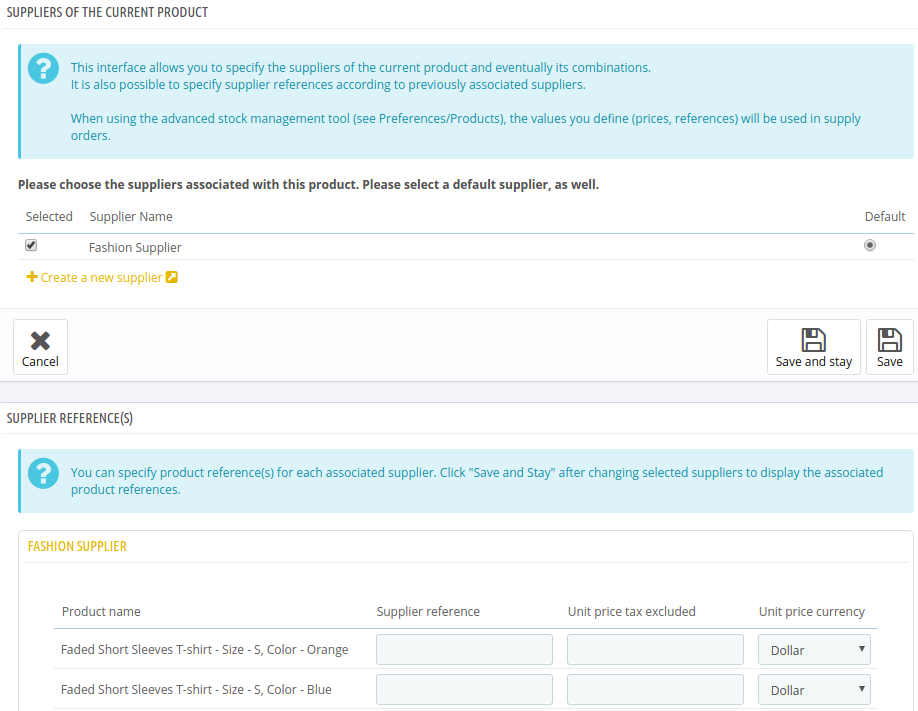 SUPPLIERS OF THE CURRENT PRODUCT
This interface allows you to specify the suppliers of the current product and eventually its combinations.
It is also possible to specify supplier references according to previously associated suppliers.
When using the advanced stock management tool (see Preferences/Products), the values you define (prices, references) will be used in supply
orders.
Please choose the suppliers associated with this product. Please select a default supplier, as well.
Selected Supplier Name Default
Fashion Supplier
Create a new supplier
Cancel Save and stay Save
SUPPLIER REFERENCE(S)
You can specify product reference(s) for each associated supplier. Click "Save and Stay" after changing selected suppliers to display the associated
product references.
FASHION SUPPLIER
Product name Supplier reference Unit price tax excluded Unit price currency
Faded Short Sleeves T-shirt - Size - S, Color - Orange Dollar
Faded Short Sleeves T-shirt - Size - S, Color - Blue Dollar